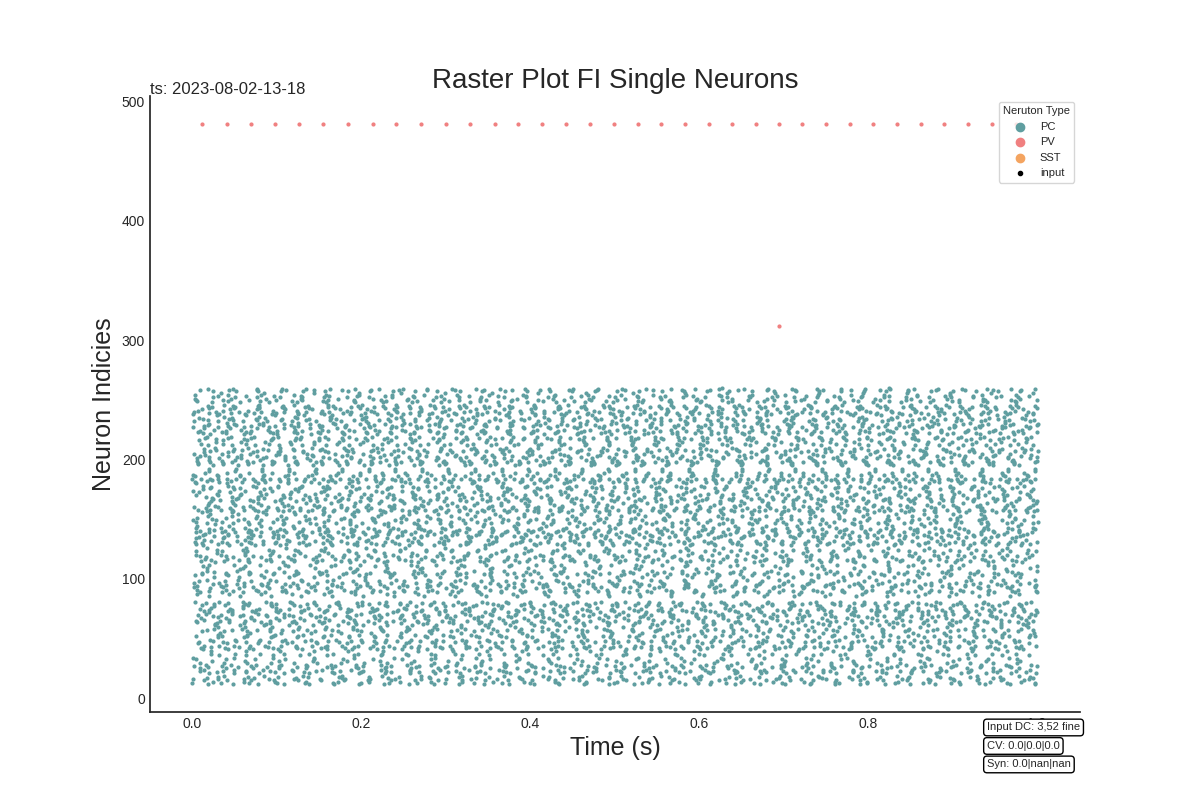 Raster Plot FI Single Neurons
ts: 2023-08-02-13-18
Neruton Type
PC
PV
SST
input
Neuron Indicies
500
400
300
200
100
0
0.0
0.2
0.4
0.6
0.8
Time (s)
Input DC: 3,52 fine
CV: 0.0|0.0|0.0
Syn: 0.0|nan|nan